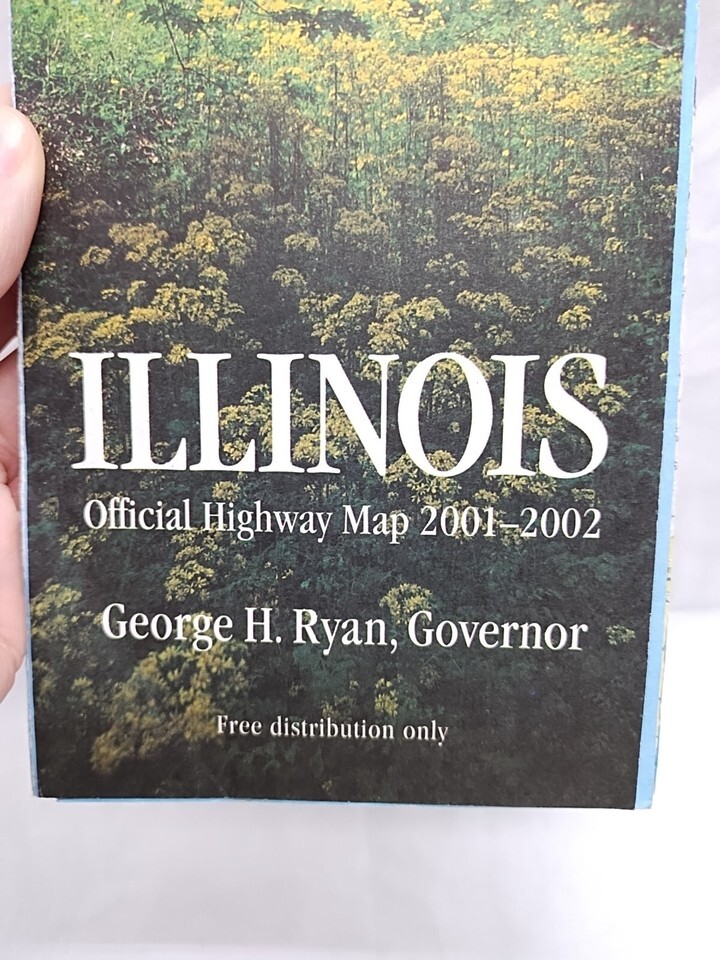 ILLINOIS
Official Highway Map 2001–2002
George H. Ryan, Governor
Free distribution only